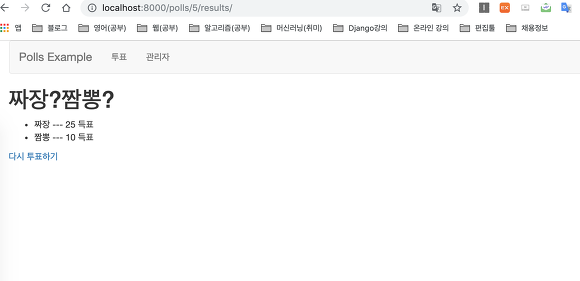 localhost:8000/polls/5/results/
앱 블로그 영어(공부) 웹(공부) 알고리즘(공부) 머신러닝(취미) Django강의 온라인 강의 편집툴 채용정보
Polls Example 투표 관리자
짜장?짬뽕?
짜장 --- 25 득표
짬뽕 --- 10 득표
다시 투표하기